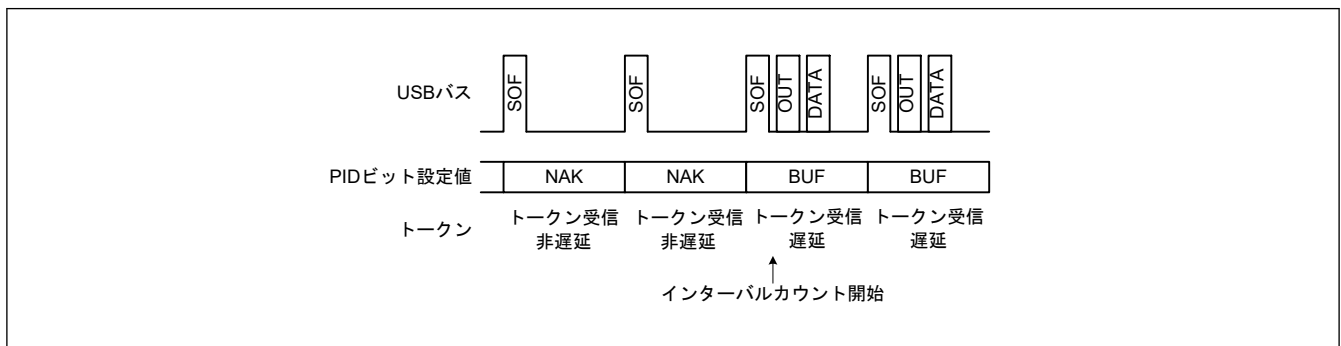 USBバス
SOF
SOF
SOF
OUT
DATA
SOF
OUT
DATA
PIDビット設定値
NAK
NAK
BUF
BUF
トークン
トークン受信
非遅延
トークン受信
非遅延
トークン受信
遅延
トークン受信
遅延
インターバルカウント開始